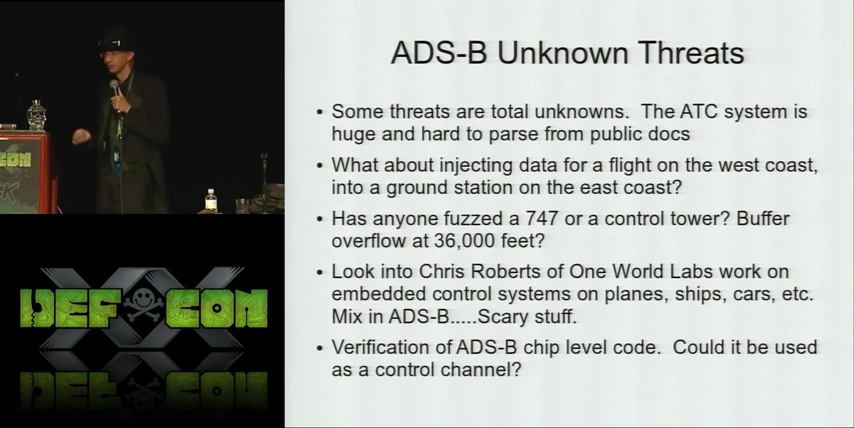 ADS-B Unknown Threats
• Some threats are total unknowns. The ATC system is
huge and hard to parse from public docs
• What about injecting data for a flight on the west coast,
into a ground station on the east coast?
• Has anyone fuzzed a 747 or a control tower? Buffer
overflow at 36,000 feet?
• Look into Chris Roberts of One World Labs work on
embedded control systems on planes, ships, cars, etc.
Mix in ADS-B.....Scary stuff.
• Verification of ADS-B chip level code. Could it be used
as a control channel?
DEF CON
XX